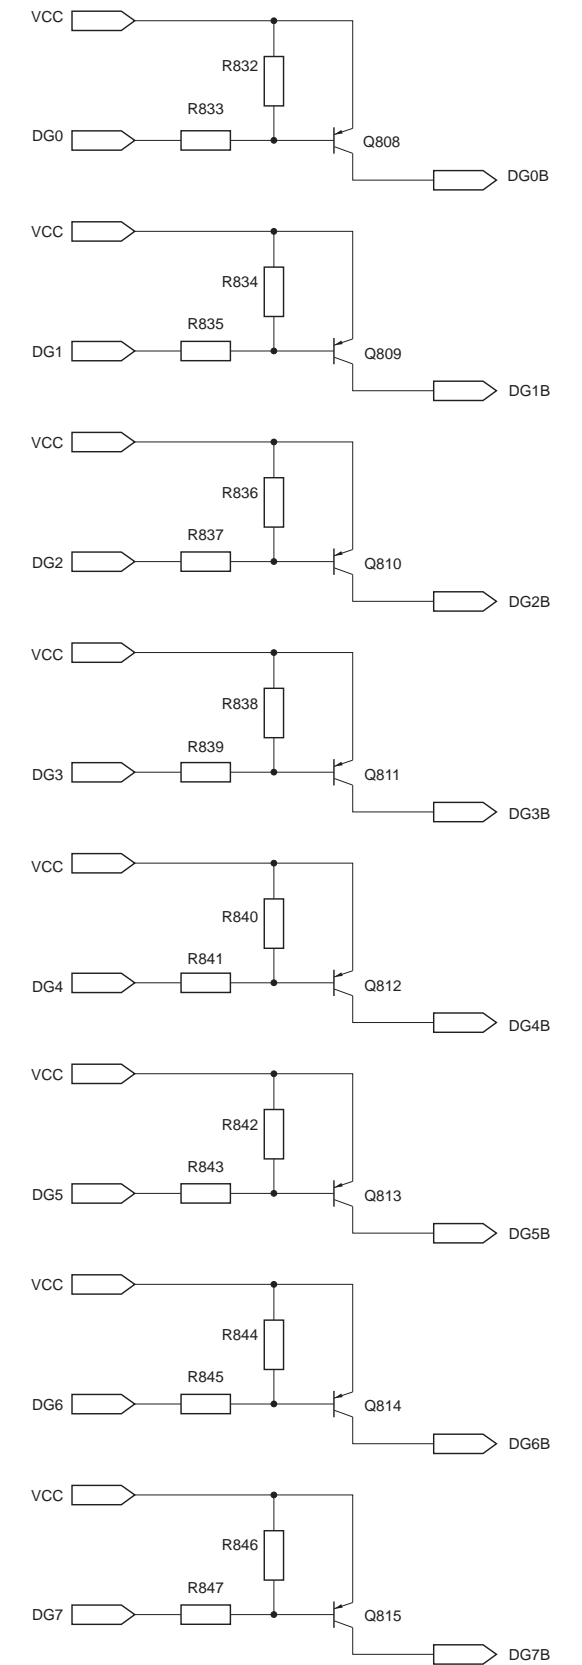 VCC
R832
R833
DG0
Q808
DG0B
VCC
R834
R835
DG1
Q809
DG1B
VCC
R836
R837
DG2
Q810
DG2B
VCC
R838
R839
DG3
Q811
DG3B
VCC
R840
R841
DG4
Q812
DG4B
VCC
R842
R843
DG5
Q813
DG5B
VCC
R844
R845
DG6
Q814
DG6B
VCC
R846
R847
DG7
Q815
DG7B